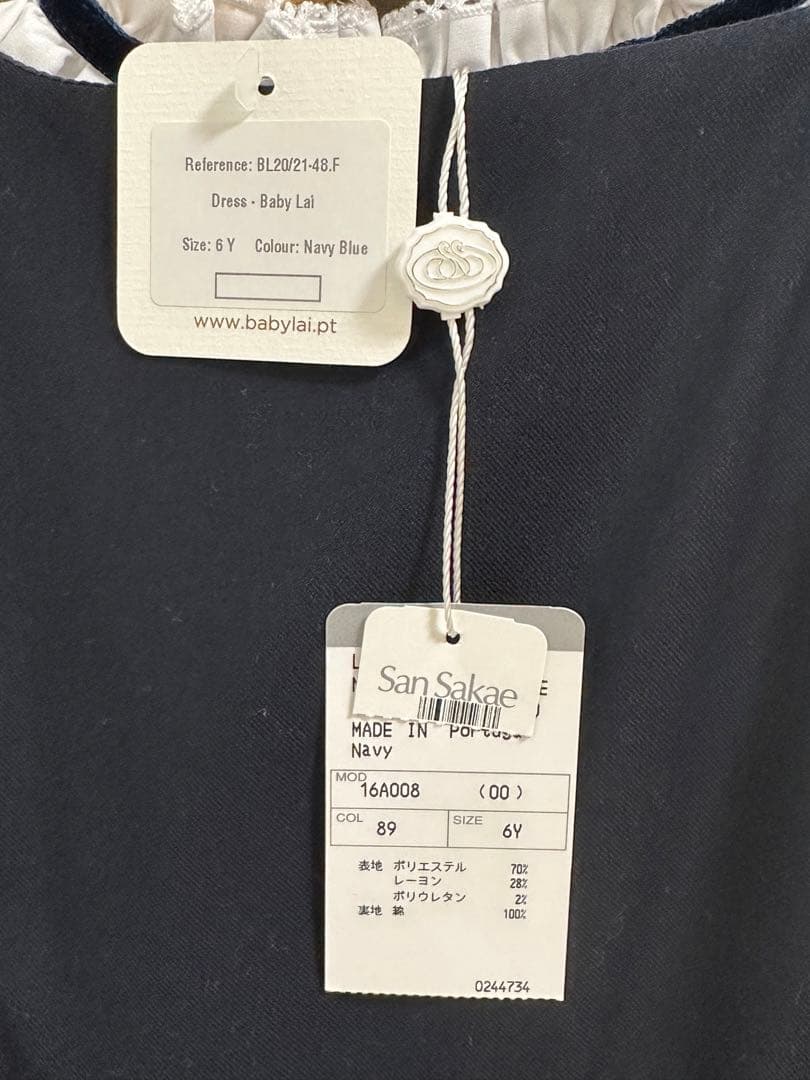 Reference: BL20/21-48.F
Dress - Baby Lai
Size: 6 Y Colour: Navy Blue
www.babylai.pt
San Sakae
MADE IN Portugal
Navy
MOD
16A008 (00)
COL
89
SIZE
6Y
表地 ポリエステル 70%
レーヨン 28%
ポリウレタン 2%
裏地 綿 100%
0244734